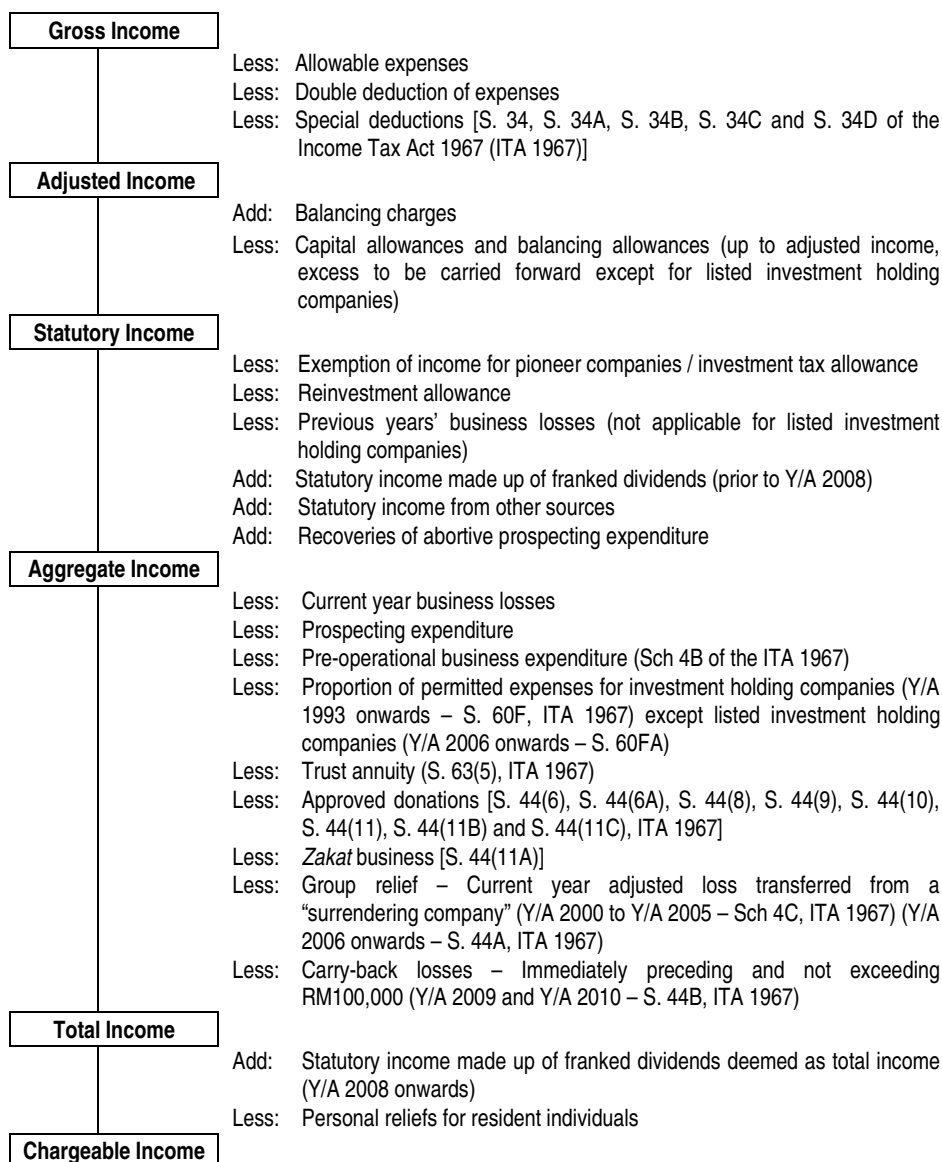 Gross Income
Less: Allowable expenses
Less: Double deduction of expenses
Less: Special deductions [S. 34, S. 34A, S. 34B, S. 34C and S. 34D of the
Income Tax Act 1967 (ITA 1967)]
Adjusted Income
Add: Balancing charges
Less: Capital allowances and balancing allowances (up to adjusted income,
excess to be carried forward except for listed investment holding
companies)
Statutory Income
Less: Exemption of income for pioneer companies / investment tax allowance
Less: Reinvestment allowance
Less: Previous years' business losses (not applicable for listed investment
holding companies)
Add: Statutory income made up of franked dividends (prior to Y/A 2008)
Add: Statutory income from other sources
Add: Recoveries of abortive prospecting expenditure
Aggregate Income
Less: Current year business losses
Less: Prospecting expenditure
Less: Pre-operational business expenditure (Sch 4B of the ITA 1967)
Less: Proportion of permitted expenses for investment holding companies (Y/A
1993 onwards – S. 60F, ITA 1967) except listed investment holding
companies (Y/A 2006 onwards – S. 60FA)
Less: Trust annuity (S. 63(5), ITA 1967)
Less: Approved donations [S. 44(6), S. 44(6A), S. 44(8), S. 44(9), S. 44(10),
S. 44(11), S. 44(11B) and S. 44(11C), ITA 1967]
Less: Zakat business [S. 44(11A)]
Less: Group relief – Current year adjusted loss transferred from a
“surrendering company” (Y/A 2000 to Y/A 2005 – Sch 4C, ITA 1967) (Y/A
2006 onwards – S. 44A, ITA 1967)
Less: Carry-back losses – Immediately preceding and not exceeding
RM100,000 (Y/A 2009 and Y/A 2010 – S. 44B, ITA 1967)
Total Income
Add: Statutory income made up of franked dividends deemed as total income
(Y/A 2008 onwards)
Less: Personal reliefs for resident individuals
Chargeable Income